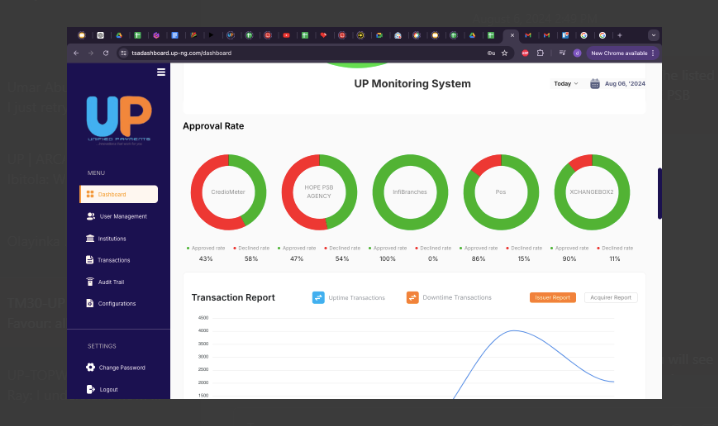 tsadashboard.up-ng.com/dashboard
New Chrome available
UP
UNIFIED PAYMENTS
MENU
Dashboard
User Management
Institutions
Transactions
Audit Trail
Configurations
SETTINGS
Change Password
Logout
UP Monitoring System
Today
Aug 06, '2024
Approval Rate
CredixMeter
HOPE PSB AGENCY
InfiBranches
Pos
XCHANGEBOX2
Approved rate Declined rate Approved rate Declined rate Approved rate Declined rate Approved rate Declined rate Approved rate Declined rate
43% 58% 47% 54% 100% 0% 86% 15% 90% 11%
Transaction Report
Uptime Transactions
Downtime Transactions
Issuer Report
Acquirer Report
4500
4000
3500
3000
2500
2000
1500